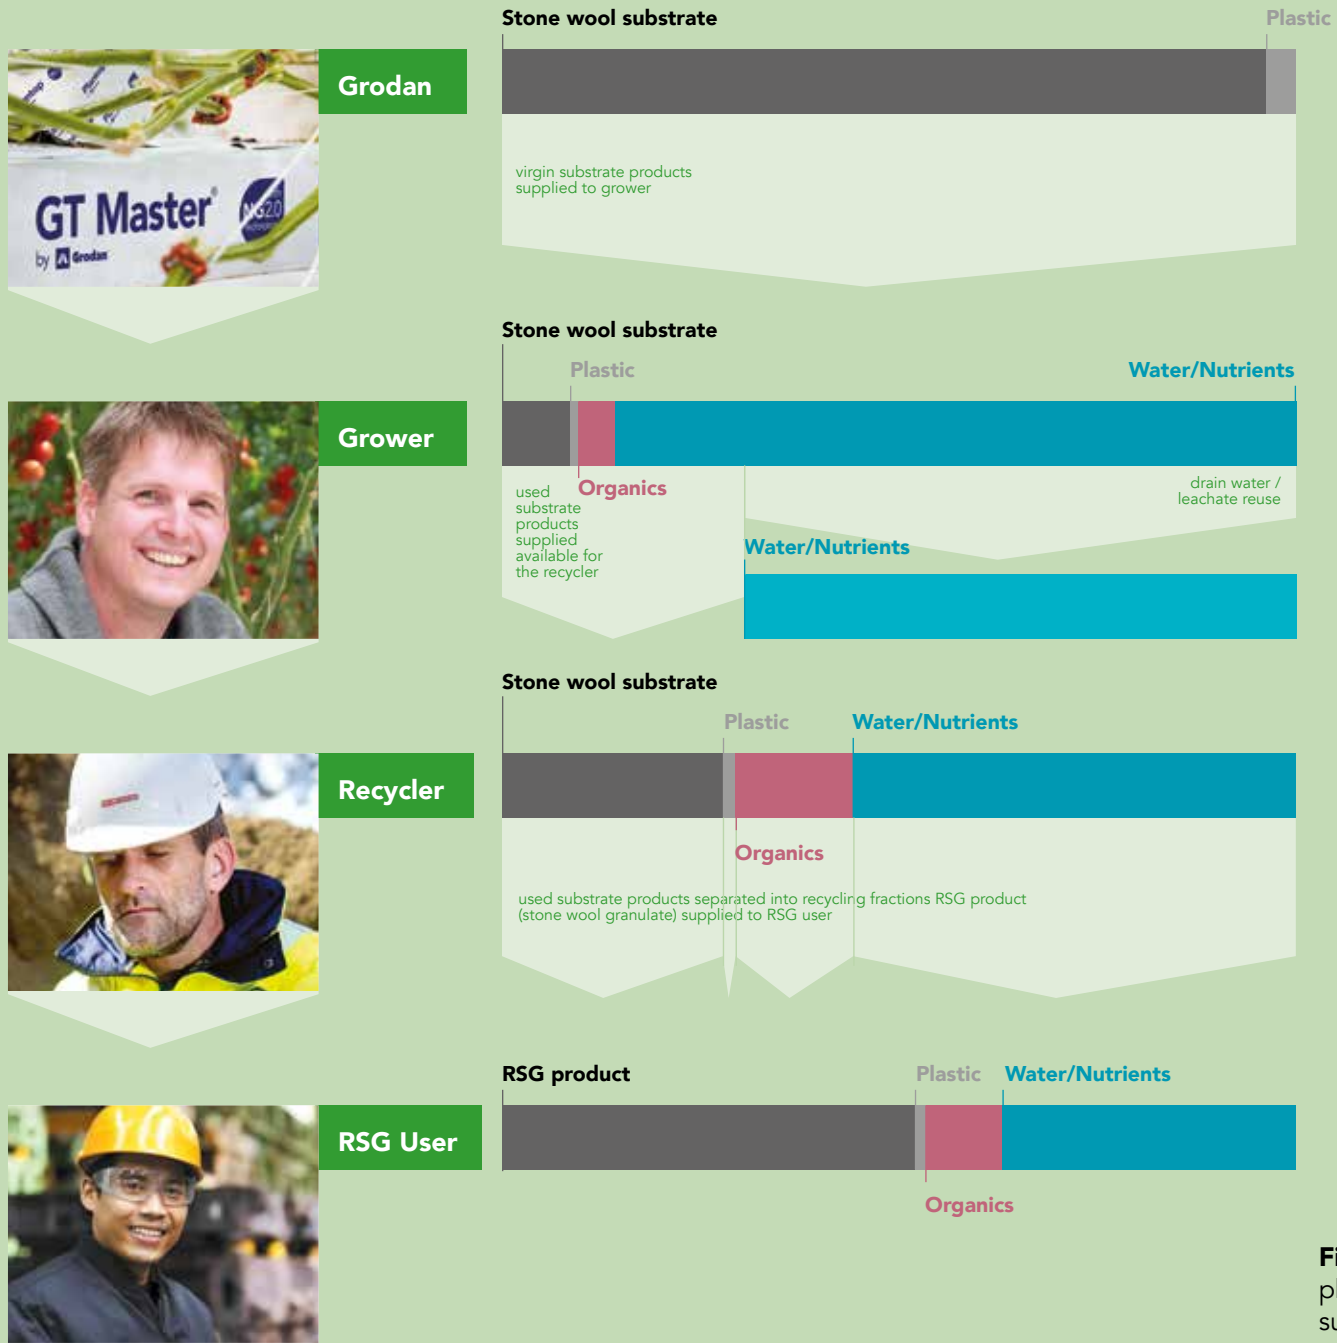 Stone wool substrate
Plastic
Grodan
GT Master®
NG2.0
by Grodan
virgin substrate products
supplied to grower
Stone wool substrate
Plastic
Water/Nutrients
Grower
Organics
used
substrate
products
supplied
available for
the recycler
drain water /
leachate reuse
Water/Nutrients
Stone wool substrate
Plastic
Water/Nutrients
Recycler
Organics
used substrate products separated into recycling fractions RSG product
(stone wool granulate) supplied to RSG user
RSG product
Plastic
Water/Nutrients
RSG User
Organics